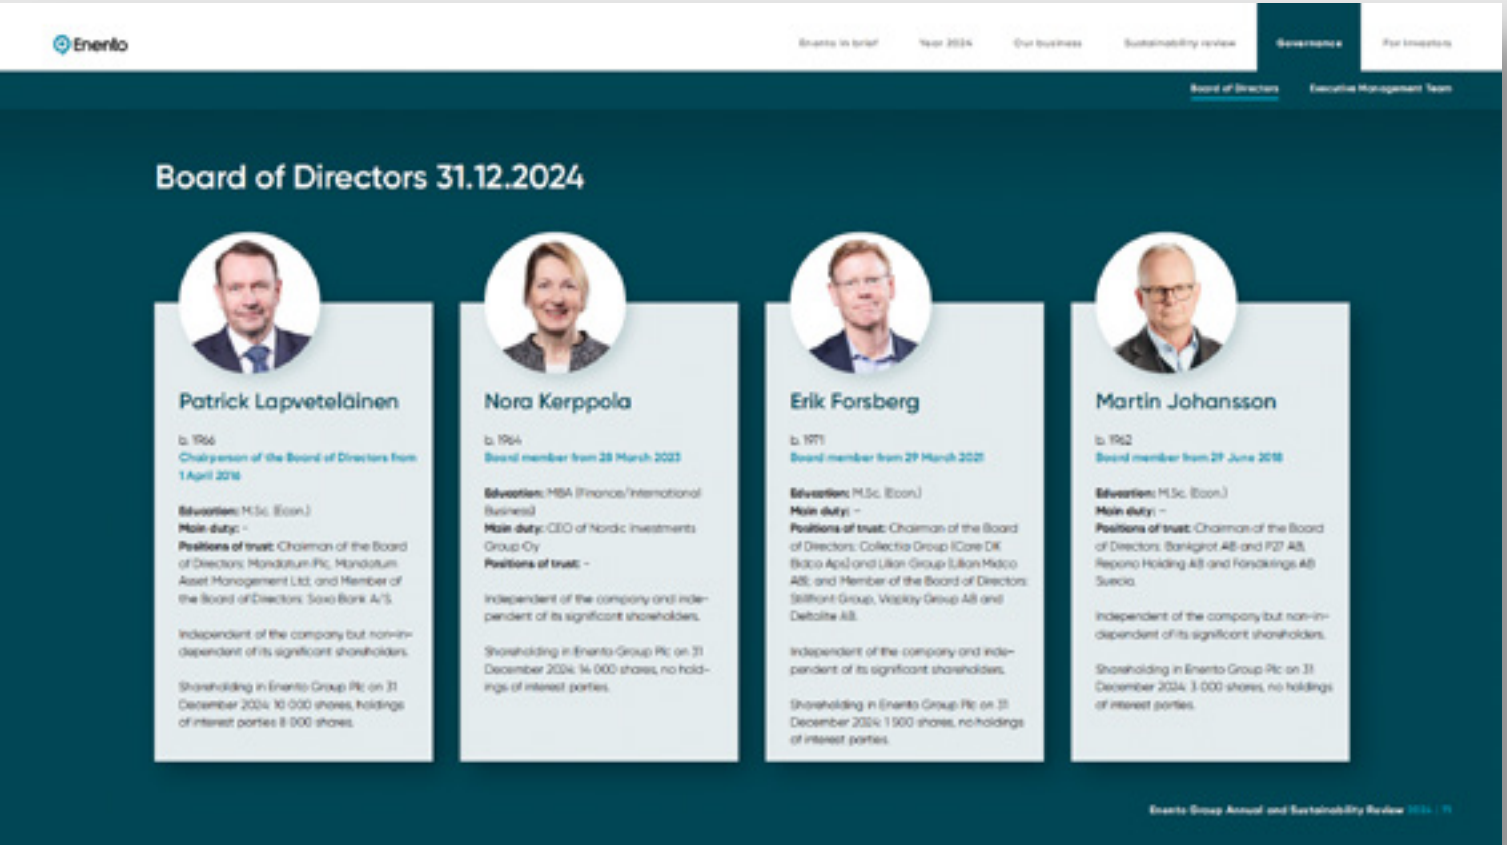 Enento
Enento in brief
Year 2024
Our business
Sustainability review
Governance
For Investors
Board of Directors
Executive Management Team
Board of Directors 31.12.2024
Patrick Lapveteläinen
b. 1966
Chairperson of the Board of Directors from
1 April 2016
Education: M.Sc. (Econ.)
Main duty: –
Positions of trust: Chairman of the Board
of Directors: Mandatum Plc, Mandatum
Asset Management Ltd; and Member of
the Board of Directors: Saxo Bank A/S.
Independent of the company but non-in-
dependent of its significant shareholders.
Shareholding in Enento Group Plc on 31
December 2024: 10 000 shares, holdings
of interest parties 8 000 shares.
Nora Kerppola
b. 1964
Board member from 28 March 2023
Education: MBA (Finance/International
Business)
Main duty: CEO of Nordic Investments
Group Oy
Positions of trust: –
Independent of the company and inde-
pendent of its significant shareholders.
Shareholding in Enento Group Plc on 31
December 2024: 14 000 shares, no hold-
ings of interest parties.
Erik Forsberg
b. 1971
Board member from 29 March 2021
Education: M.Sc. (Econ.)
Main duty: –
Positions of trust: Chairman of the Board
of Directors: Collectia Group (Care DK
Bidco Aps) and Lilian Group (Lilian Midco
AB); and Member of the Board of Directors:
Stillfront Group, Viaplay Group AB and
Deltalite AB.
Independent of the company and inde-
pendent of its significant shareholders.
Shareholding in Enento Group Plc on 31
December 2024: 1 500 shares, no holdings
of interest parties.
Martin Johansson
b. 1962
Board member from 29 June 2018
Education: M.Sc. (Econ.)
Main duty: –
Positions of trust: Chairman of the Board
of Directors: Bankgirot AB and P27 AB,
Repono Holding AB and Försäkrings AB
Suecia.
Independent of the company but non-in-
dependent of its significant shareholders.
Shareholding in Enento Group Plc on 31
December 2024: 3 000 shares, no holdings
of interest parties.
Enento Group Annual and Sustainability Review 2024 |